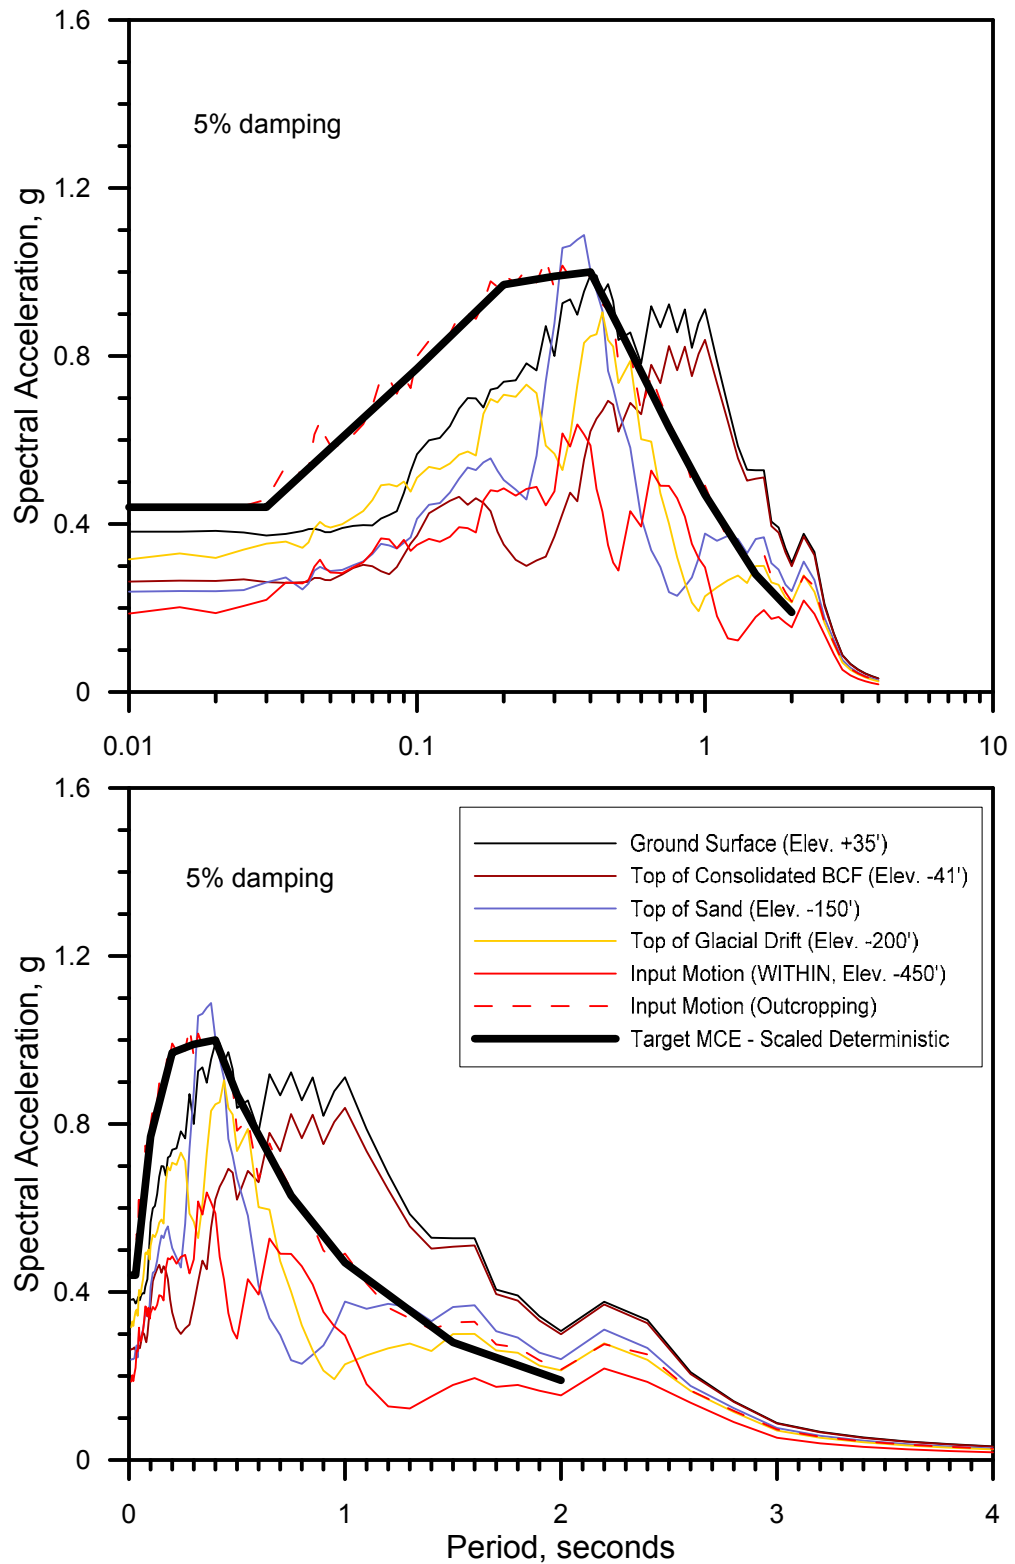 1.6
5% damping
1.2
Spectral Acceleration, g
0.8
0.4
0
0.01 0.1 1 10
1.6
Ground Surface (Elev. +35')
Top of Consolidated BCF (Elev. -41')
5% damping
Top of Sand (Elev. -150')
Top of Glacial Drift (Elev. -200')
1.2
Input Motion (WITHIN, Elev. -450')
Input Motion (Outcropping)
Target MCE - Scaled Deterministic
Spectral Acceleration, g
0.8
0.4
0
0 1 2 3 4
Period, seconds